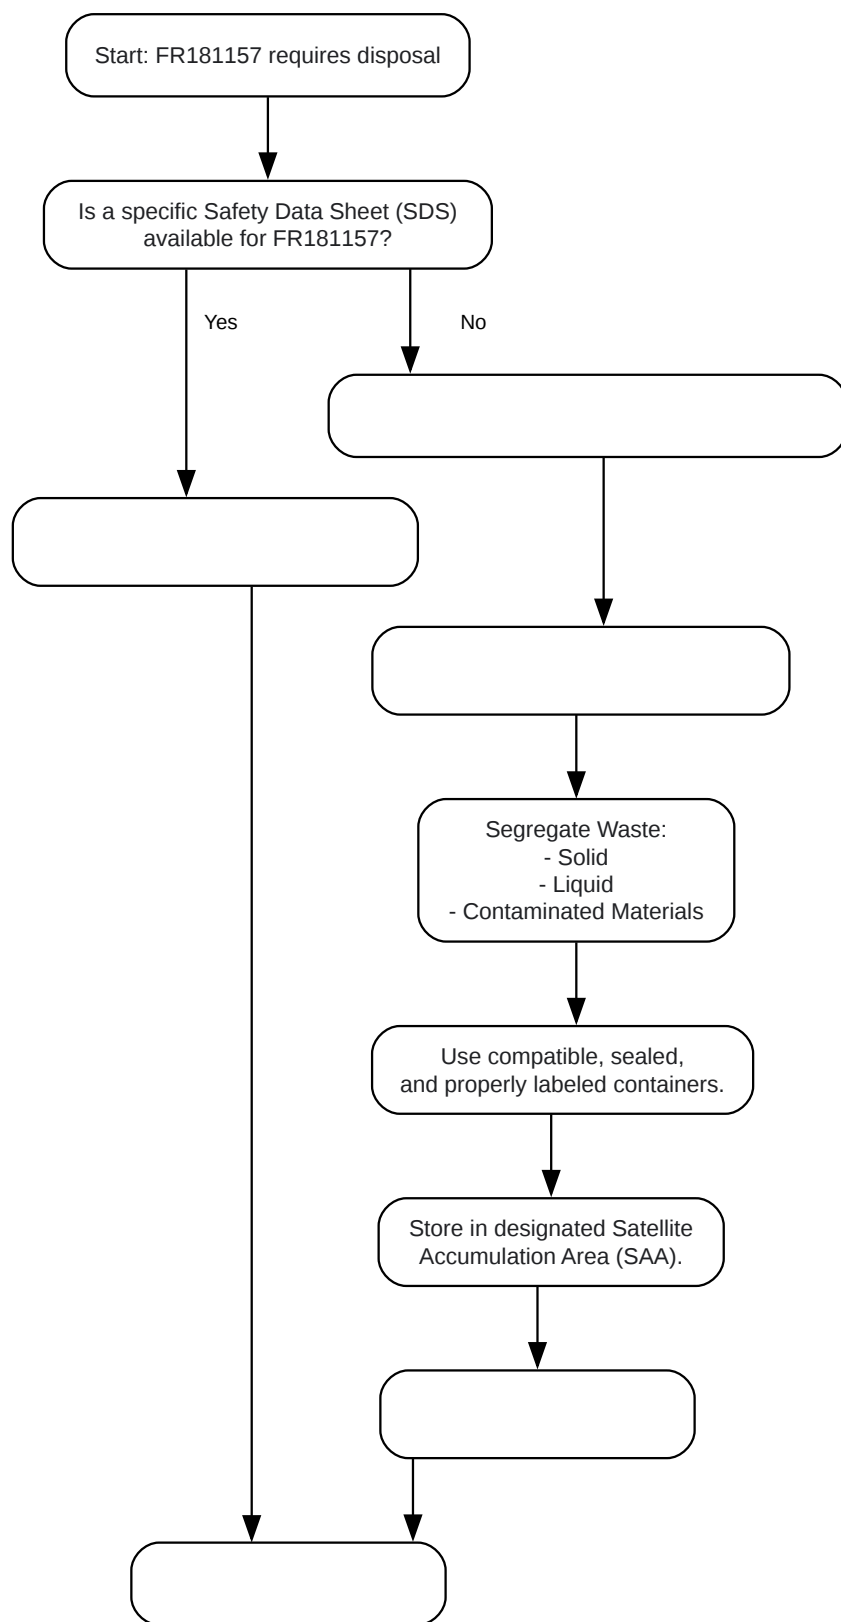 Start: FR181157 requires disposal
Is a specific Safety Data Sheet (SDS)
available for FR181157?
Yes
No
Segregate Waste:
- Solid
- Liquid
- Contaminated Materials
Use compatible, sealed,
and properly labeled containers.
Store in designated Satellite
Accumulation Area (SAA).